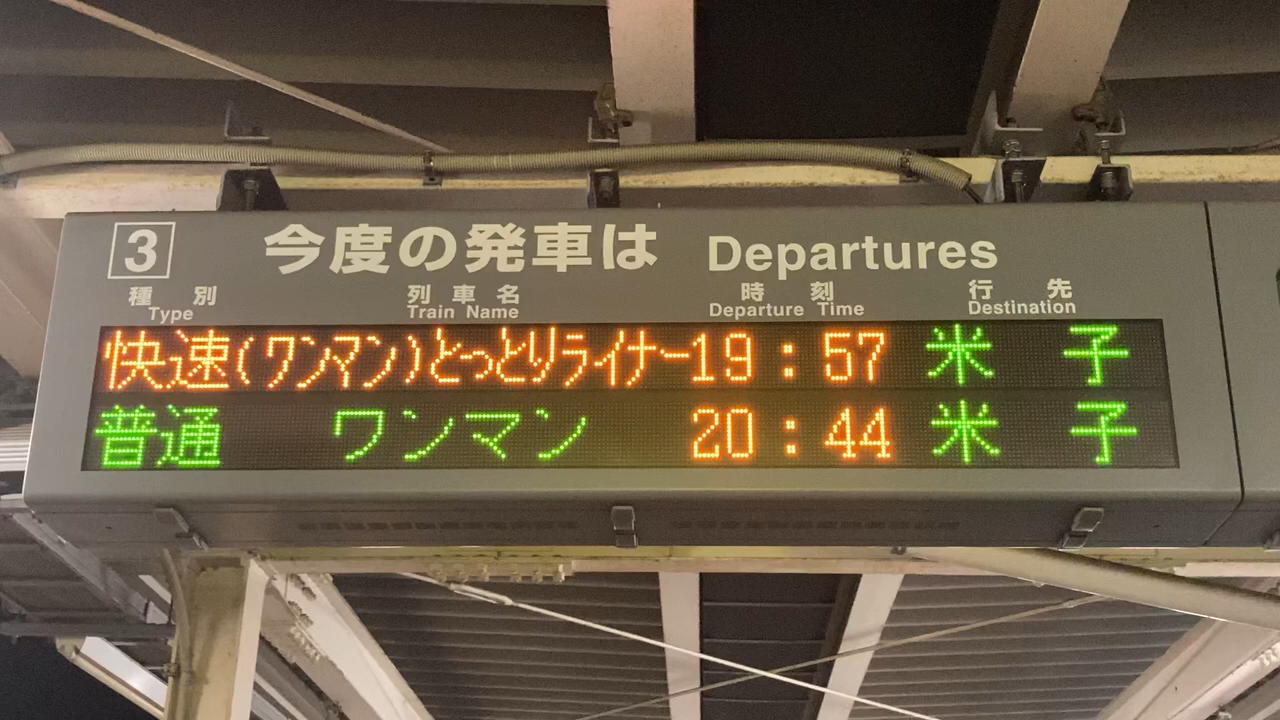 3 今度の発車は Departures
種別 列車名 時刻 行先
Type Train Name Departure Time Destination
快速(ワンマン)とっとりライナー 19:57 米子
普通 ワンマン 20:44 米子